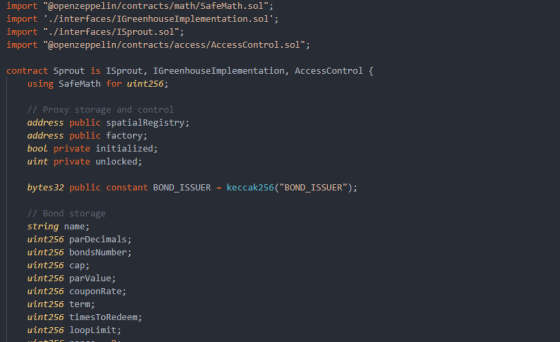 import "@openzeppelin/contracts/math/SafeMath.sol";
import './interfaces/IGreenhouseImplementation.sol';
import "./interfaces/ISprout.sol";
import "@openzeppelin/contracts/access/AccessControl.sol";
contract Sprout is ISprout, IGreenhouseImplementation, AccessControl {
using SafeMath for uint256;
// Proxy storage and control
address public spatialRegistry;
address public factory;
bool private initialized;
uint private unlocked;
bytes32 public constant BOND_ISSUER = keccak256("BOND_ISSUER");
// Bond storage
string name;
uint256 parDecimals;
uint256 bondsNumber;
uint256 cap;
uint256 parValue;
uint256 couponRate;
uint256 term;
uint256 timesToRedeem;
uint256 loopLimit;